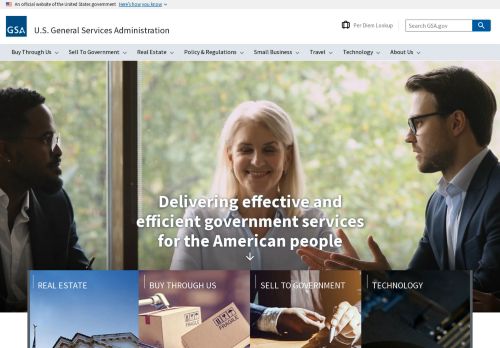 An official website of the United States government Here's how you know
GSA
U.S. General Services Administration
Per Diem Lookup
Search GSA.gov
Buy Through Us Sell To Government Real Estate Policy & Regulations Small Business Travel Technology About Us
Delivering effective and
efficient government services
for the American people
REAL ESTATE
BUY THROUGH US
SELL TO GOVERNMENT
TECHNOLOGY
FRAGILE
FRAGILE